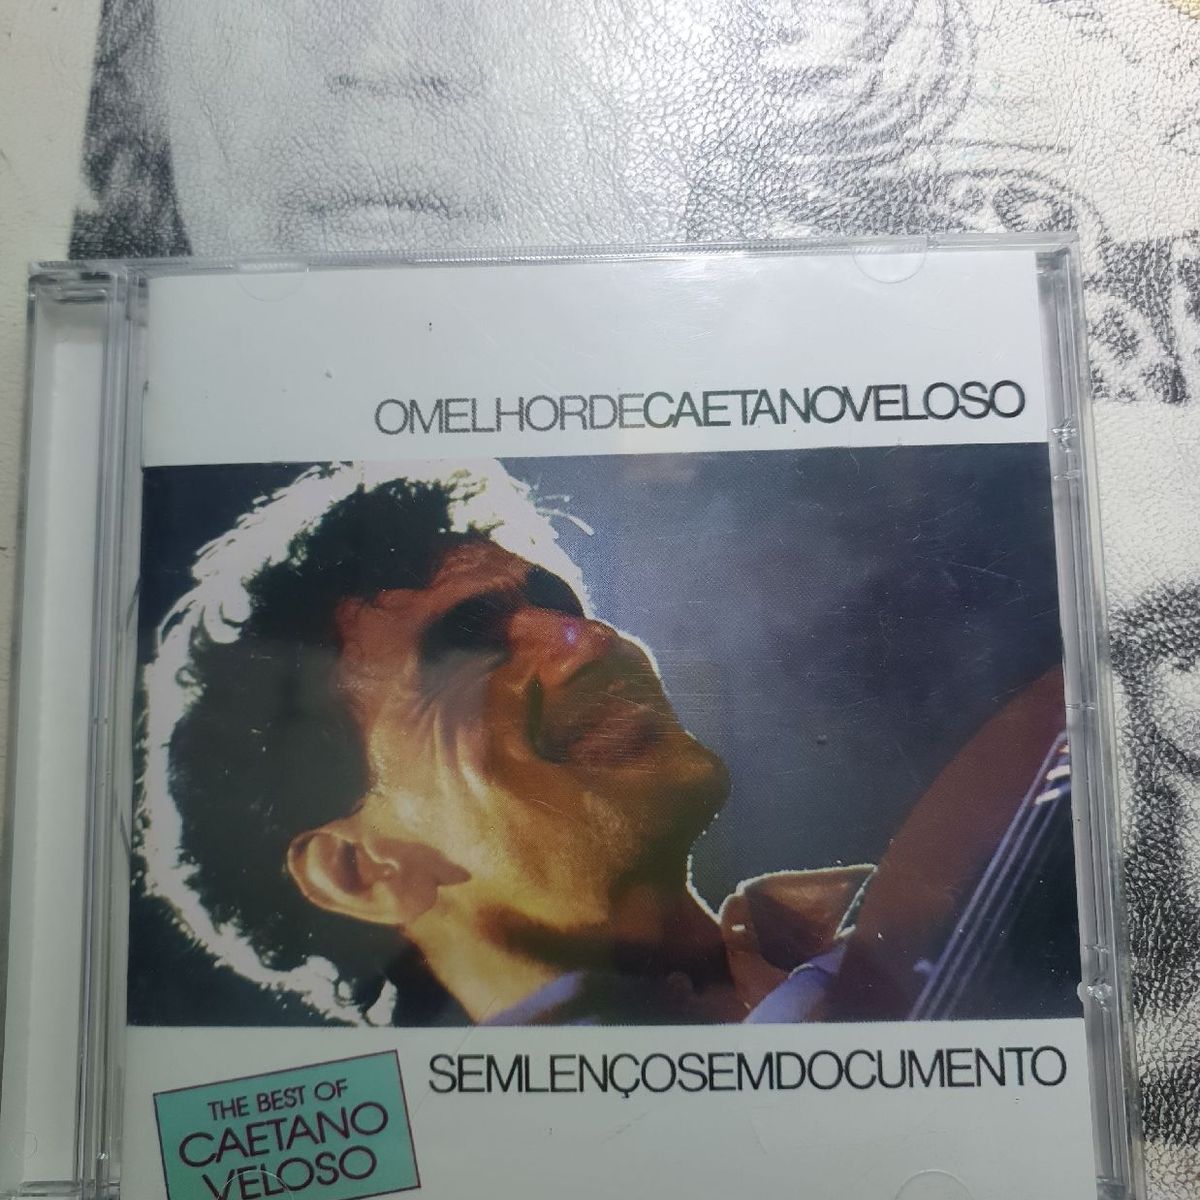 OMELHORDECAETANOVELOSO
SEMLENÇOSEMDOCUMENTO
THE BEST OF
CAETANO
VELOSO